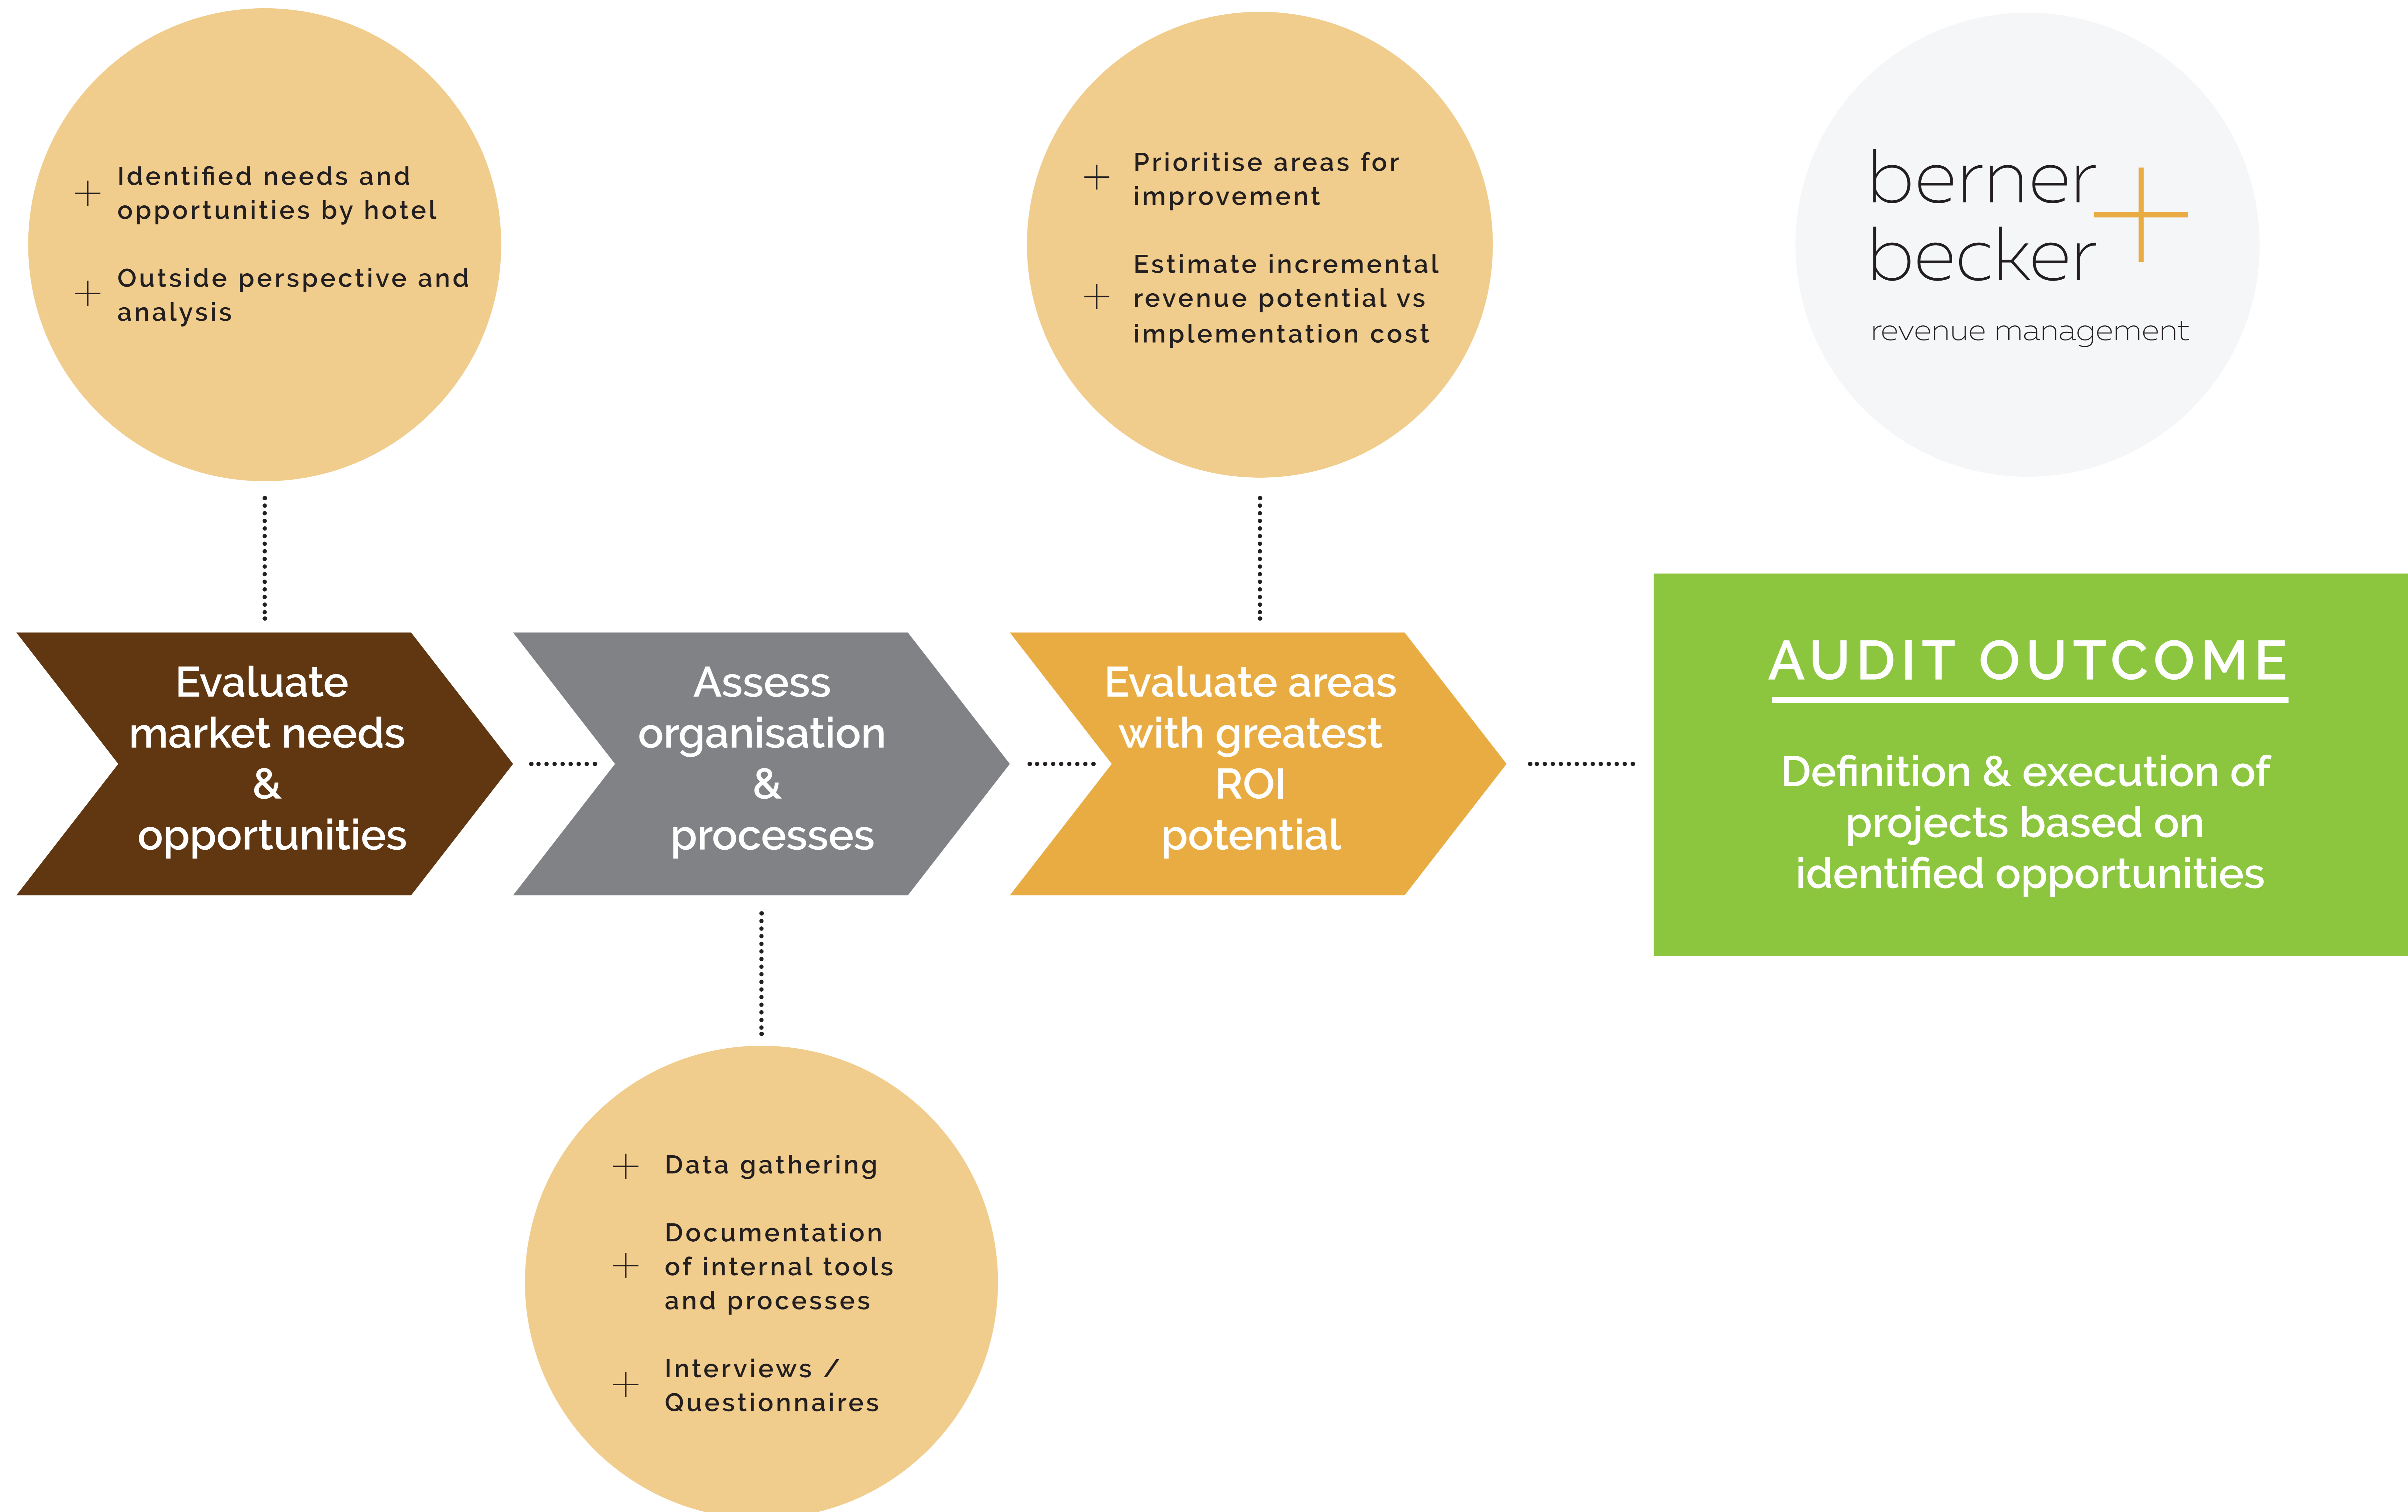 Identified needs and
opportunities by hotel
Outside perspective and
analysis
Prioritise areas for
improvement
Estimate incremental
revenue potential vs
implementation cost
berner
becker
revenue management
Evaluate
market needs
&
opportunities
Assess
organisation
&
processes
Evaluate areas
with greatest
ROI
potential
AUDIT OUTCOME
Definition & execution of
projects based on
identified opportunities
Data gathering
Documentation
of internal tools
and processes
Interviews /
Questionnaires